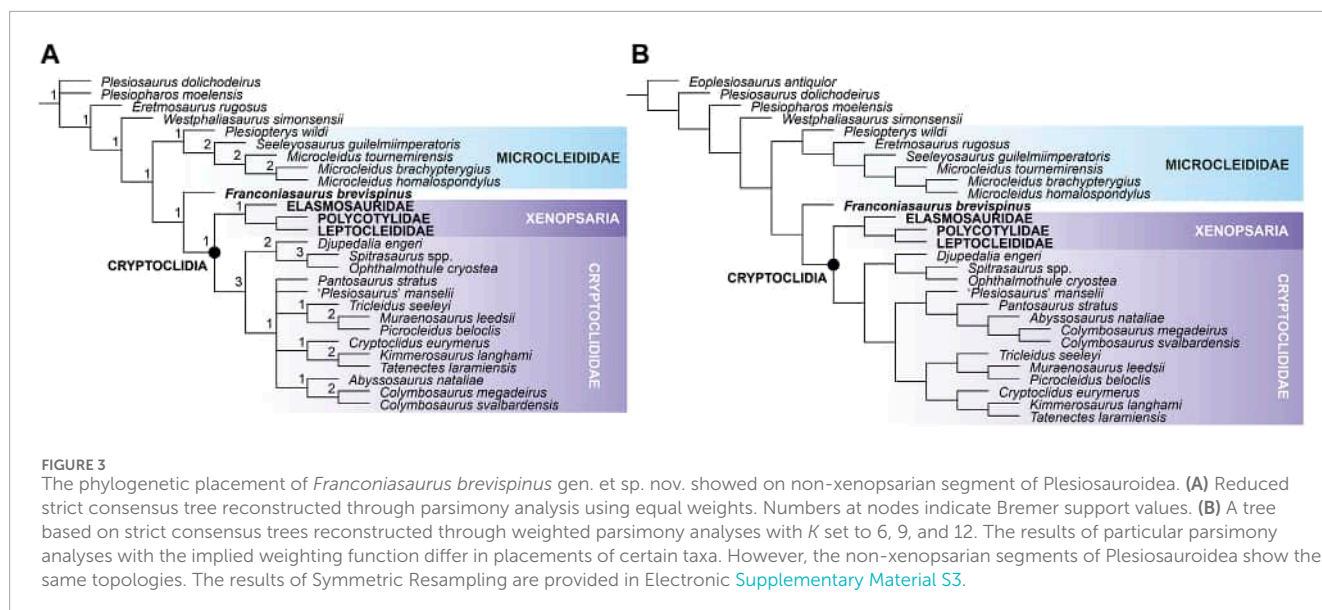 A
1
Plesiosaurus dolichodeirus
Plesiopharos moelensis
Eretmosaurus rugosus
1
Westphaliasaurus simonsensii
1
1
Plesiopterys wildi
2
Seeleyosaurus guilelmiimperatoris
1
2
Microcleidus tournemirensis
2
Microcleidus brachypterygius
Microcleidus homalospondylus
MICROCLEIDIDAE
1
Franconiasaurus brevispinus
1
ELASMOSAURIDAE
POLYCOTYLIDAE
LEPTOCLEIDIDAE
XENOPSARIA
1
CRYPTOCLIDIA
2
Djupedalia engeri
3
Spitrasaurus spp.
Ophthalmothule cryostea
3
Pantosaurus stratus
'Plesiosaurus' manselii
1
1
Tricleidus seeleyi
2
Muraenosaurus leedsii
Picrocleidus beloclis
1
Cryptoclidus eurymerus
2
Kimmerosaurus langhami
Tatenectes laramiensis
1
Abyssosaurus nataliae
2
Colymbosaurus megadeirus
Colymbosaurus svalbardensis
CRYPTOCLIDIDAE
B
Eoplesiosaurus antiquior
Plesiosaurus dolichodeirus
Plesiopharos moelensis
Westphaliasaurus simonsensii
Plesiopterys wildi
Eretmosaurus rugosus
Seeleyosaurus guilelmiimperatoris
Microcleidus tournemirensis
Microcleidus brachypterygius
Microcleidus homalospondylus
MICROCLEIDIDAE
Franconiasaurus brevispinus
ELASMOSAURIDAE
POLYCOTYLIDAE
LEPTOCLEIDIDAE
XENOPSARIA
CRYPTOCLIDIA
Djupedalia engeri
Spitrasaurus spp.
Ophthalmothule cryostea
'Plesiosaurus' manselii
Pantosaurus stratus
Abyssosaurus nataliae
Colymbosaurus megadeirus
Colymbosaurus svalbardensis
Tricleidus seeleyi
Muraenosaurus leedsii
Picrocleidus beloclis
Cryptoclidus eurymerus
Kimmerosaurus langhami
Tatenectes laramiensis
CRYPTOCLIDIDAE
FIGURE 3
The phylogenetic placement of Franconiasaurus brevispinus gen. et sp. nov. showed on non-xenopsarian segment of Plesiosauroidea. (A) Reduced
strict consensus tree reconstructed through parsimony analysis using equal weights. Numbers at nodes indicate Bremer support values. (B) A tree
based on strict consensus trees reconstructed through weighted parsimony analyses with K set to 6, 9, and 12. The results of particular parsimony
analyses with the implied weighting function differ in placements of certain taxa. However, the non-xenopsarian segments of Plesiosauroidea show the
same topologies. The results of Symmetric Resampling are provided in Electronic Supplementary Material S3.